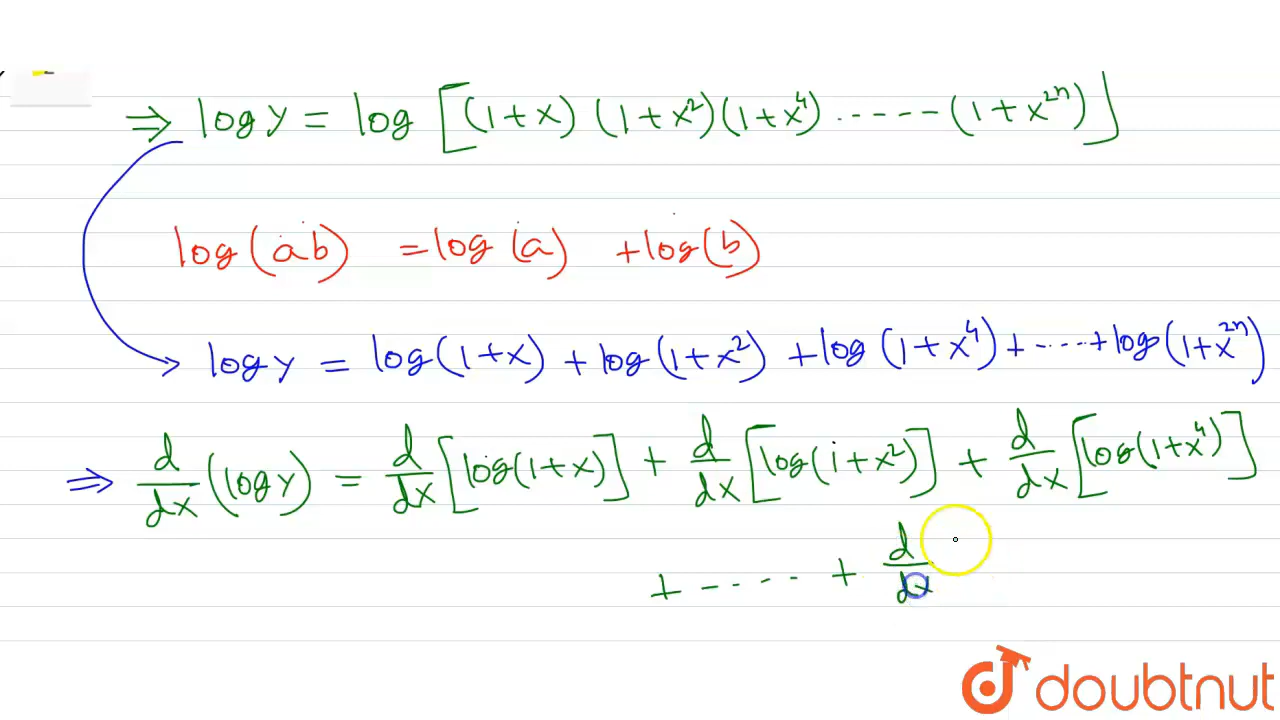 ⇒ log y = log [(1+x) (1+x²)(1+x⁴) ------ (1+x²ⁿ)]
log(ab) = log(a) + log(b)
log y = log(1+x) + log(1+x²) + log(1+x⁴) + ----- + log(1+x²ⁿ)
⇒ d/dx (log y) = d/dx [log(1+x)] + d/dx [log(1+x²)] + d/dx [log(1+x⁴)]
+ ----- + d/dx
doubtnut